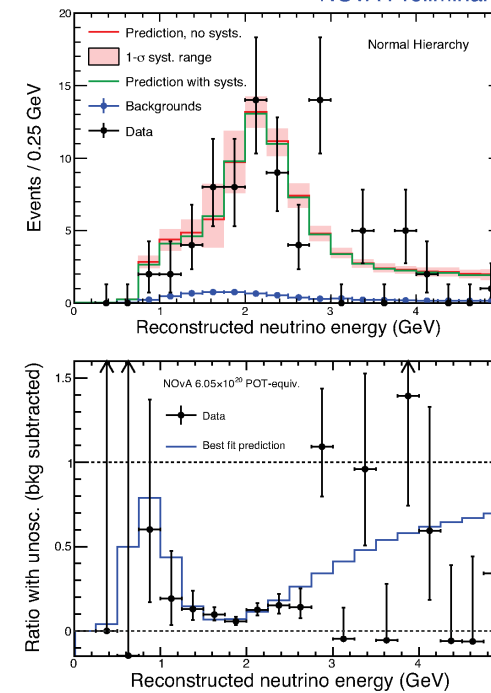 Prediction, no systs.
1-σ syst. range
Prediction with systs.
Backgrounds
Data
Normal Hierarchy
Events / 0.25 GeV
20
15
10
5
0
0 1 2 3 4
Reconstructed neutrino energy (GeV)
NOvA 6.05×10²⁰ POT-equiv.
Data
Best fit prediction
Ratio with unosc. (bkg subtracted)
1.5
1
0.5
0
0 1 2 3 4
Reconstructed neutrino energy (GeV)